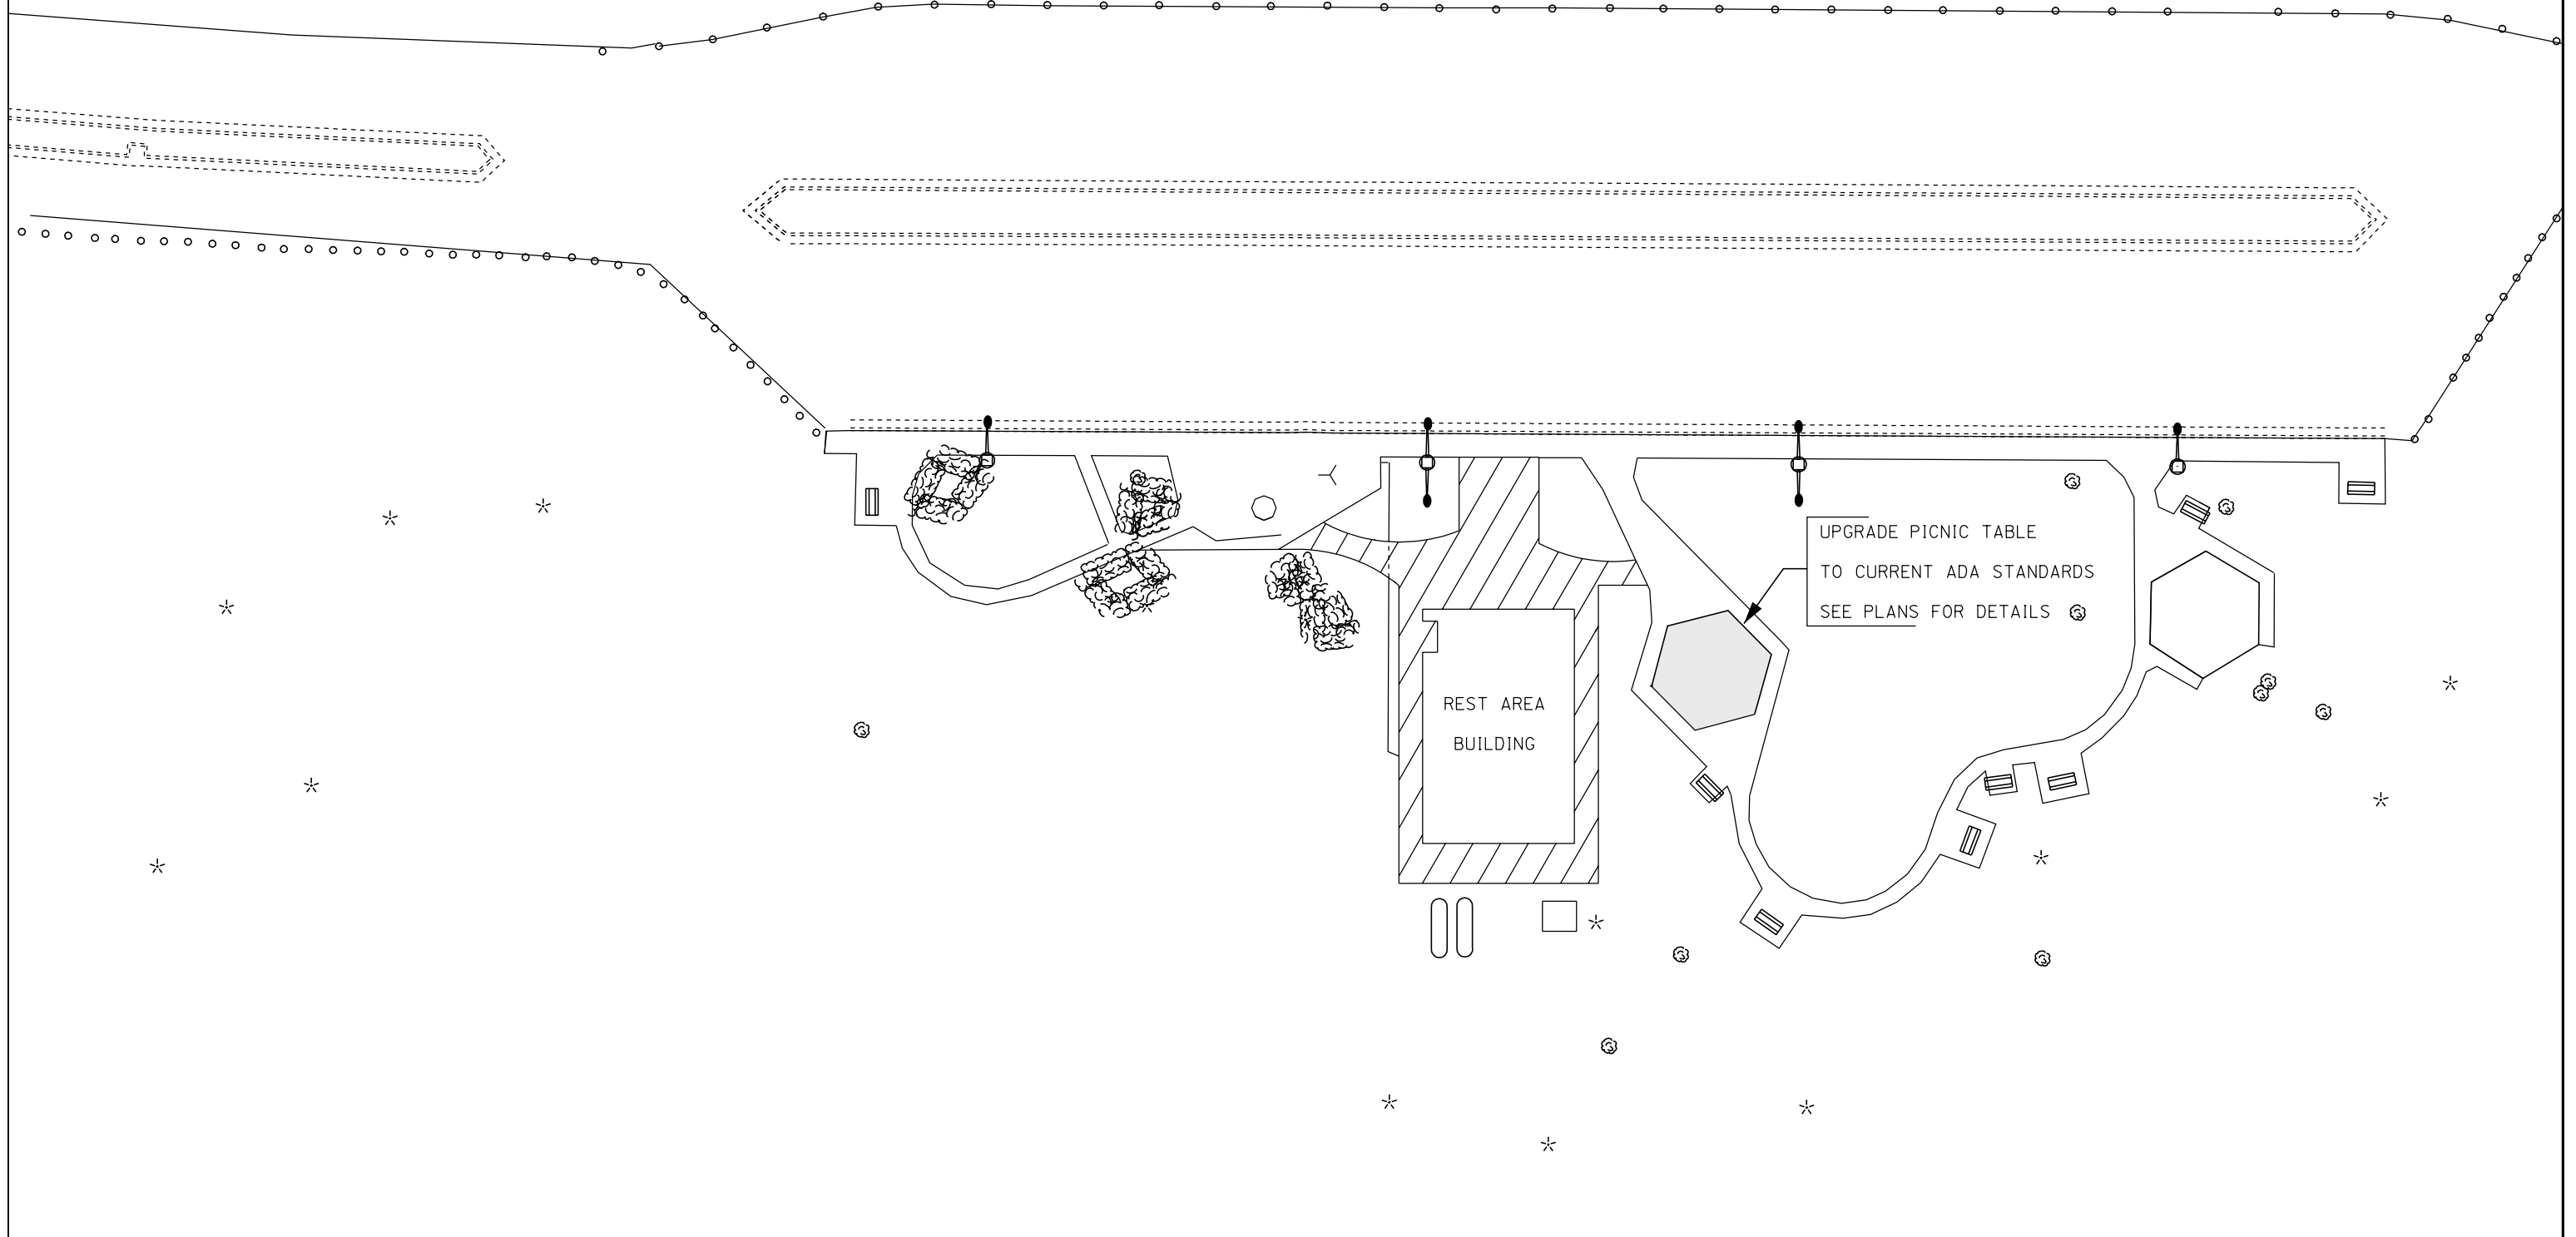 UPGRADE PICNIC TABLE
TO CURRENT ADA STANDARDS
SEE PLANS FOR DETAILS
REST AREA
BUILDING